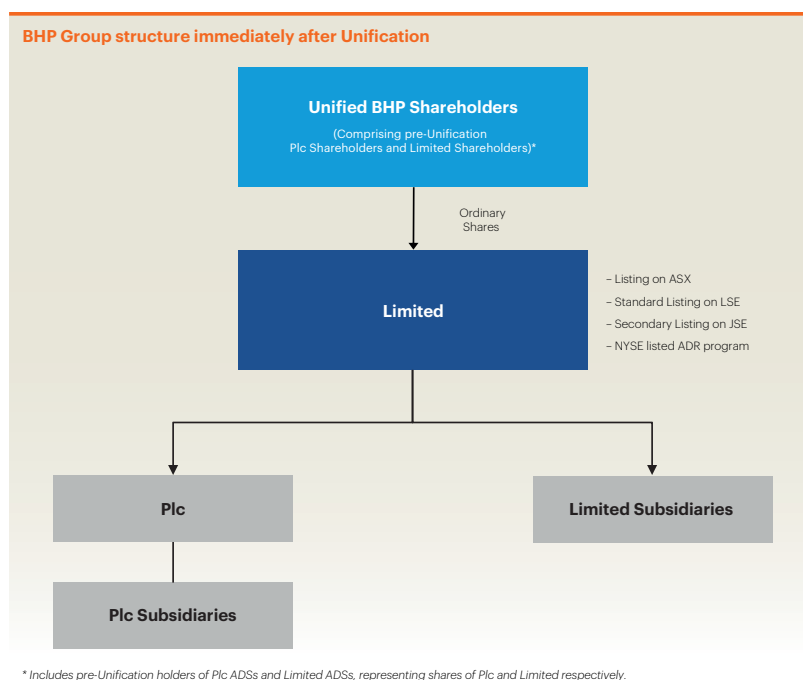 BHP Group structure immediately after Unification
Unified BHP Shareholders
(Comprising pre-Unification
Plc Shareholders and Limited Shareholders)*
Ordinary
Shares
Limited
– Listing on ASX
– Standard Listing on LSE
– Secondary Listing on JSE
– NYSE listed ADR program
Plc
Limited Subsidiaries
Plc Subsidiaries
* Includes pre-Unification holders of Plc ADSs and Limited ADSs, representing shares of Plc and Limited respectively.